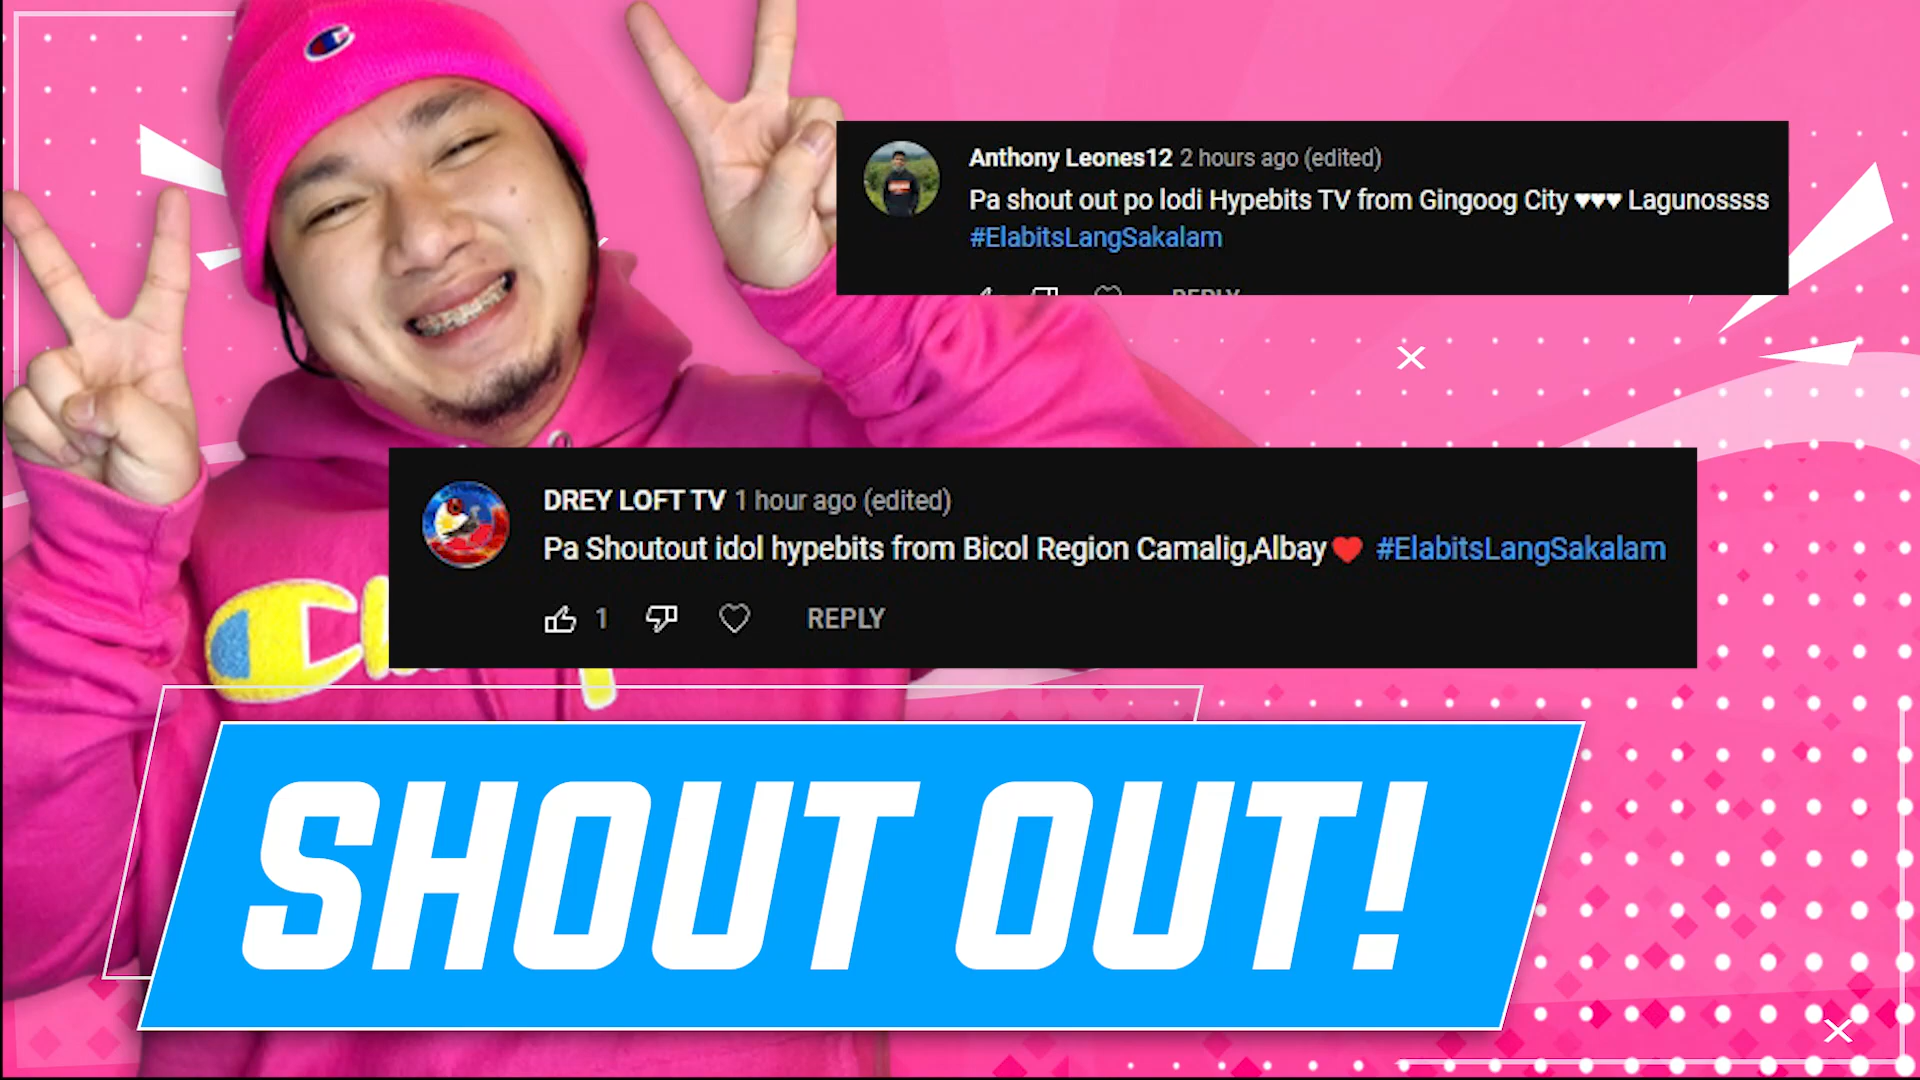 Anthony Leones12 2 hours ago (edited)
Pa shout out po lodi Hypebits TV from Gingoog City ♥♥♥ Lagunossss
#ElabitsLangSakalam
REPLY
DREY LOFT TV 1 hour ago (edited)
Pa Shoutout idol hypebits from Bicol Region Camalig,Albay❤️ #ElabitsLangSakalam
1 REPLY
SHOUT OUT!